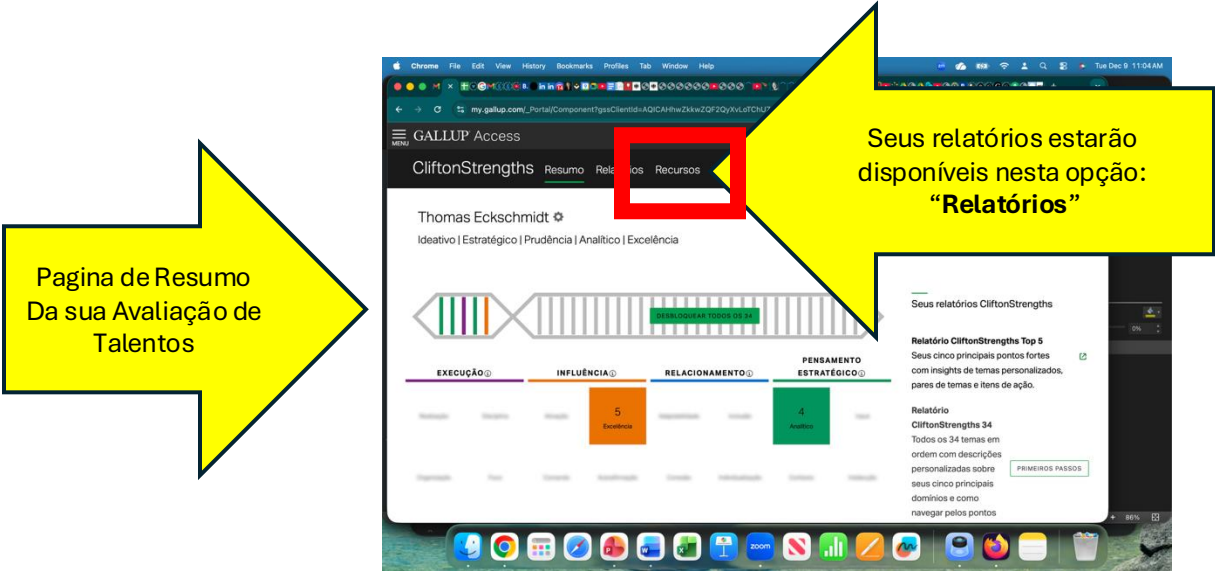 Chrome File Edit View History Bookmarks Profiles Tab Window Help
Tue Dec 9 11:04 AM
my.gallup.com/_Portal/Component?gssClientId=
MENU
GALLUP Access
CliftonStrengths Resumo Recursos
Seus relatórios estarão
disponíveis nesta opção:
“Relatórios”
Thomas Eckschmidt
Ideativo | Estratégico | Prudência | Analítico | Excelência
Pagina de Resumo
Da sua Avaliação de
Talentos
DESBLOQUEAR TODOS OS 34
EXECUÇÃO
INFLUÊNCIA
RELACIONAMENTO
PENSAMENTO
ESTRATÉGICO
5
Excelência
4
Analítico
Seus relatórios CliftonStrengths
Relatório CliftonStrengths Top 5
Seus cinco principais pontos fortes
com insights de temas personalizados,
pares de temas e itens de ação.
Relatório
CliftonStrengths 34
Todos os 34 temas em
ordem com descrições
personalizadas sobre
seus cinco principais
domínios e como
navegar pelos pontos
PRIMEIROS PASSOS
0%
86%
zoom